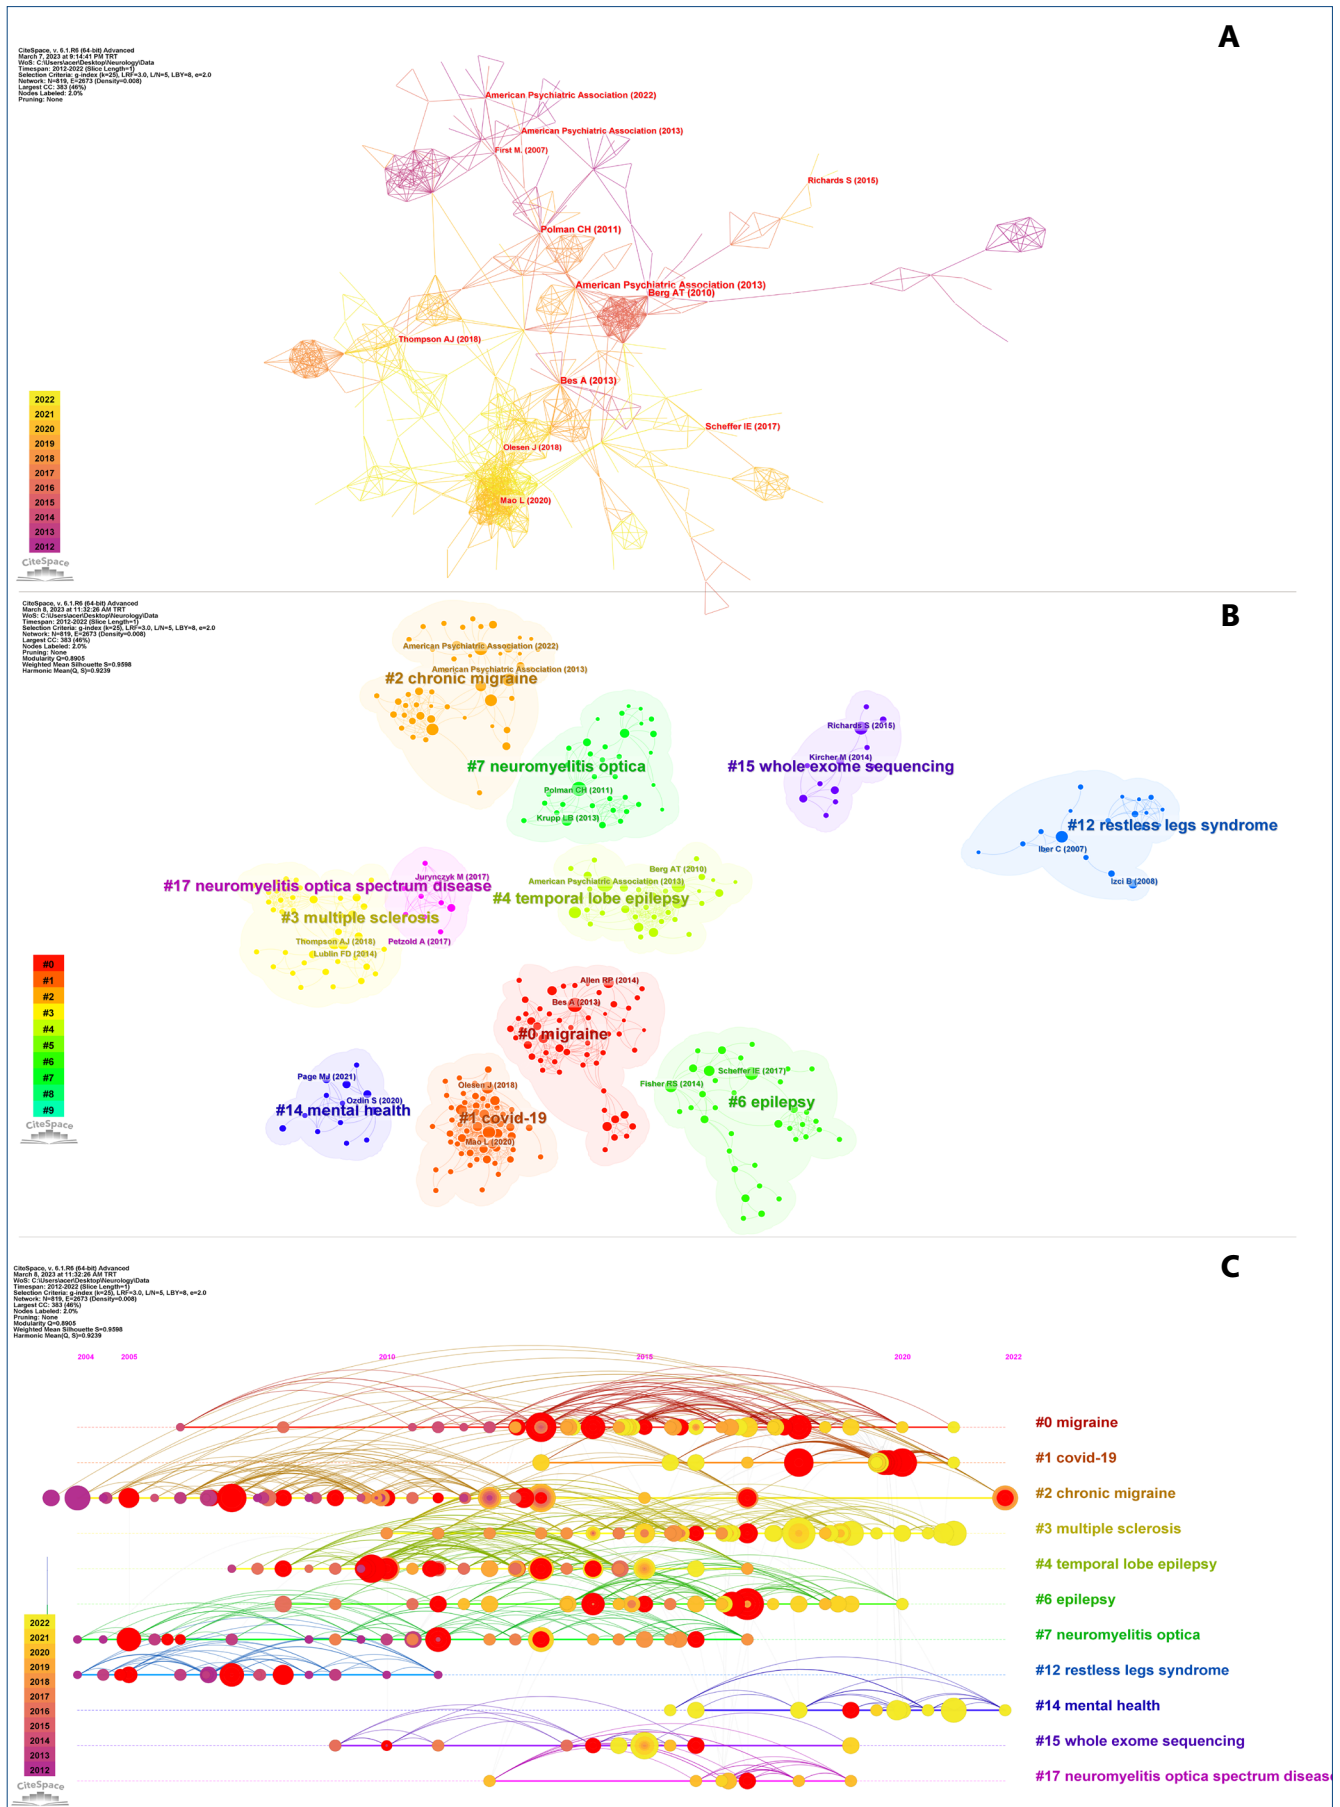 A
CiteSpace, v. 6.1.R6 (64-bit) Advanced
March 7, 2023 at 9:14:41 PM TRT
WoS: C:\Users\acer\Desktop\Neurology\Data
Timespan: 2012-2022 (Slice Length=1)
Selection Criteria: g-index (k=25), LRF=3.0, L/N=5, LBY=8, e=2.0
Network: N=819, E=2673 (Density=0.008)
Largest CC: 383 (46%)
Nodes Labeled: 2.0%
Pruning: None
American Psychiatric Association (2022)
American Psychiatric Association (2013)
First M. (2007)
Richards S (2015)
Polman CH (2011)
American Psychiatric Association (2013)
Berg AT (2010)
Thompson AJ (2018)
Bes A (2013)
Scheffer IE (2017)
Olesen J (2018)
Mao L (2020)
2022
2021
2020
2019
2018
2017
2016
2015
2014
2013
2012
CiteSpace
B
CiteSpace, v. 6.1.R6 (64-bit) Advanced
March 8, 2023 at 11:32:26 AM TRT
WoS: C:\Users\acer\Desktop\Neurology\Data
Timespan: 2012-2022 (Slice Length=1)
Selection Criteria: g-index (k=25), LRF=3.0, L/N=5, LBY=8, e=2.0
Network: N=819, E=2673 (Density=0.008)
Largest CC: 383 (46%)
Nodes Labeled: 2.0%
Pruning: None
Modularity Q=0.8905
Weighted Mean Silhouette S=0.9598
Harmonic Mean(Q, S)=0.9239
American Psychiatric Association (2022)
American Psychiatric Association (2013)
#2 chronic migraine
Richards S (2015)
Kircher M (2014)
#7 neuromyelitis optica
#15 whole exome sequencing
Polman CH (2011)
Krupp LB (2013)
#12 restless legs syndrome
Iber C (2007)
Izci B (2008)
Berg AT (2010)
Jurynczyk M (2017)
American Psychiatric Association (2013)
#17 neuromyelitis optica spectrum disease
#4 temporal lobe epilepsy
#3 multiple sclerosis
Thompson AJ (2018)
Petzold A (2017)
Lublin FD (2014)
Allen RP (2014)
Bes A (2013)
#0 migraine
Page MJ (2021)
Ozdin S (2020)
#14 mental health
Olesen J (2018)
#1 covid-19
Mao L (2020)
Scheffer IE (2017)
Fisher RS (2014)
#6 epilepsy
#0
#1
#2
#3
#4
#5
#6
#7
#8
#9
CiteSpace
C
CiteSpace, v. 6.1.R6 (64-bit) Advanced
March 8, 2023 at 11:32:26 AM TRT
WoS: C:\Users\acer\Desktop\Neurology\Data
Timespan: 2012-2022 (Slice Length=1)
Selection Criteria: g-index (k=25), LRF=3.0, L/N=5, LBY=8, e=2.0
Network: N=819, E=2673 (Density=0.008)
Largest CC: 383 (46%)
Nodes Labeled: 2.0%
Pruning: None
Modularity Q=0.8905
Weighted Mean Silhouette S=0.9598
Harmonic Mean(Q, S)=0.9239
2004 2005 2010 2015 2020 2022
#0 migraine
#1 covid-19
#2 chronic migraine
#3 multiple sclerosis
#4 temporal lobe epilepsy
#6 epilepsy
#7 neuromyelitis optica
#12 restless legs syndrome
#14 mental health
#15 whole exome sequencing
#17 neuromyelitis optica spectrum disease
2022
2021
2020
2019
2018
2017
2016
2015
2014
2013
2012
CiteSpace